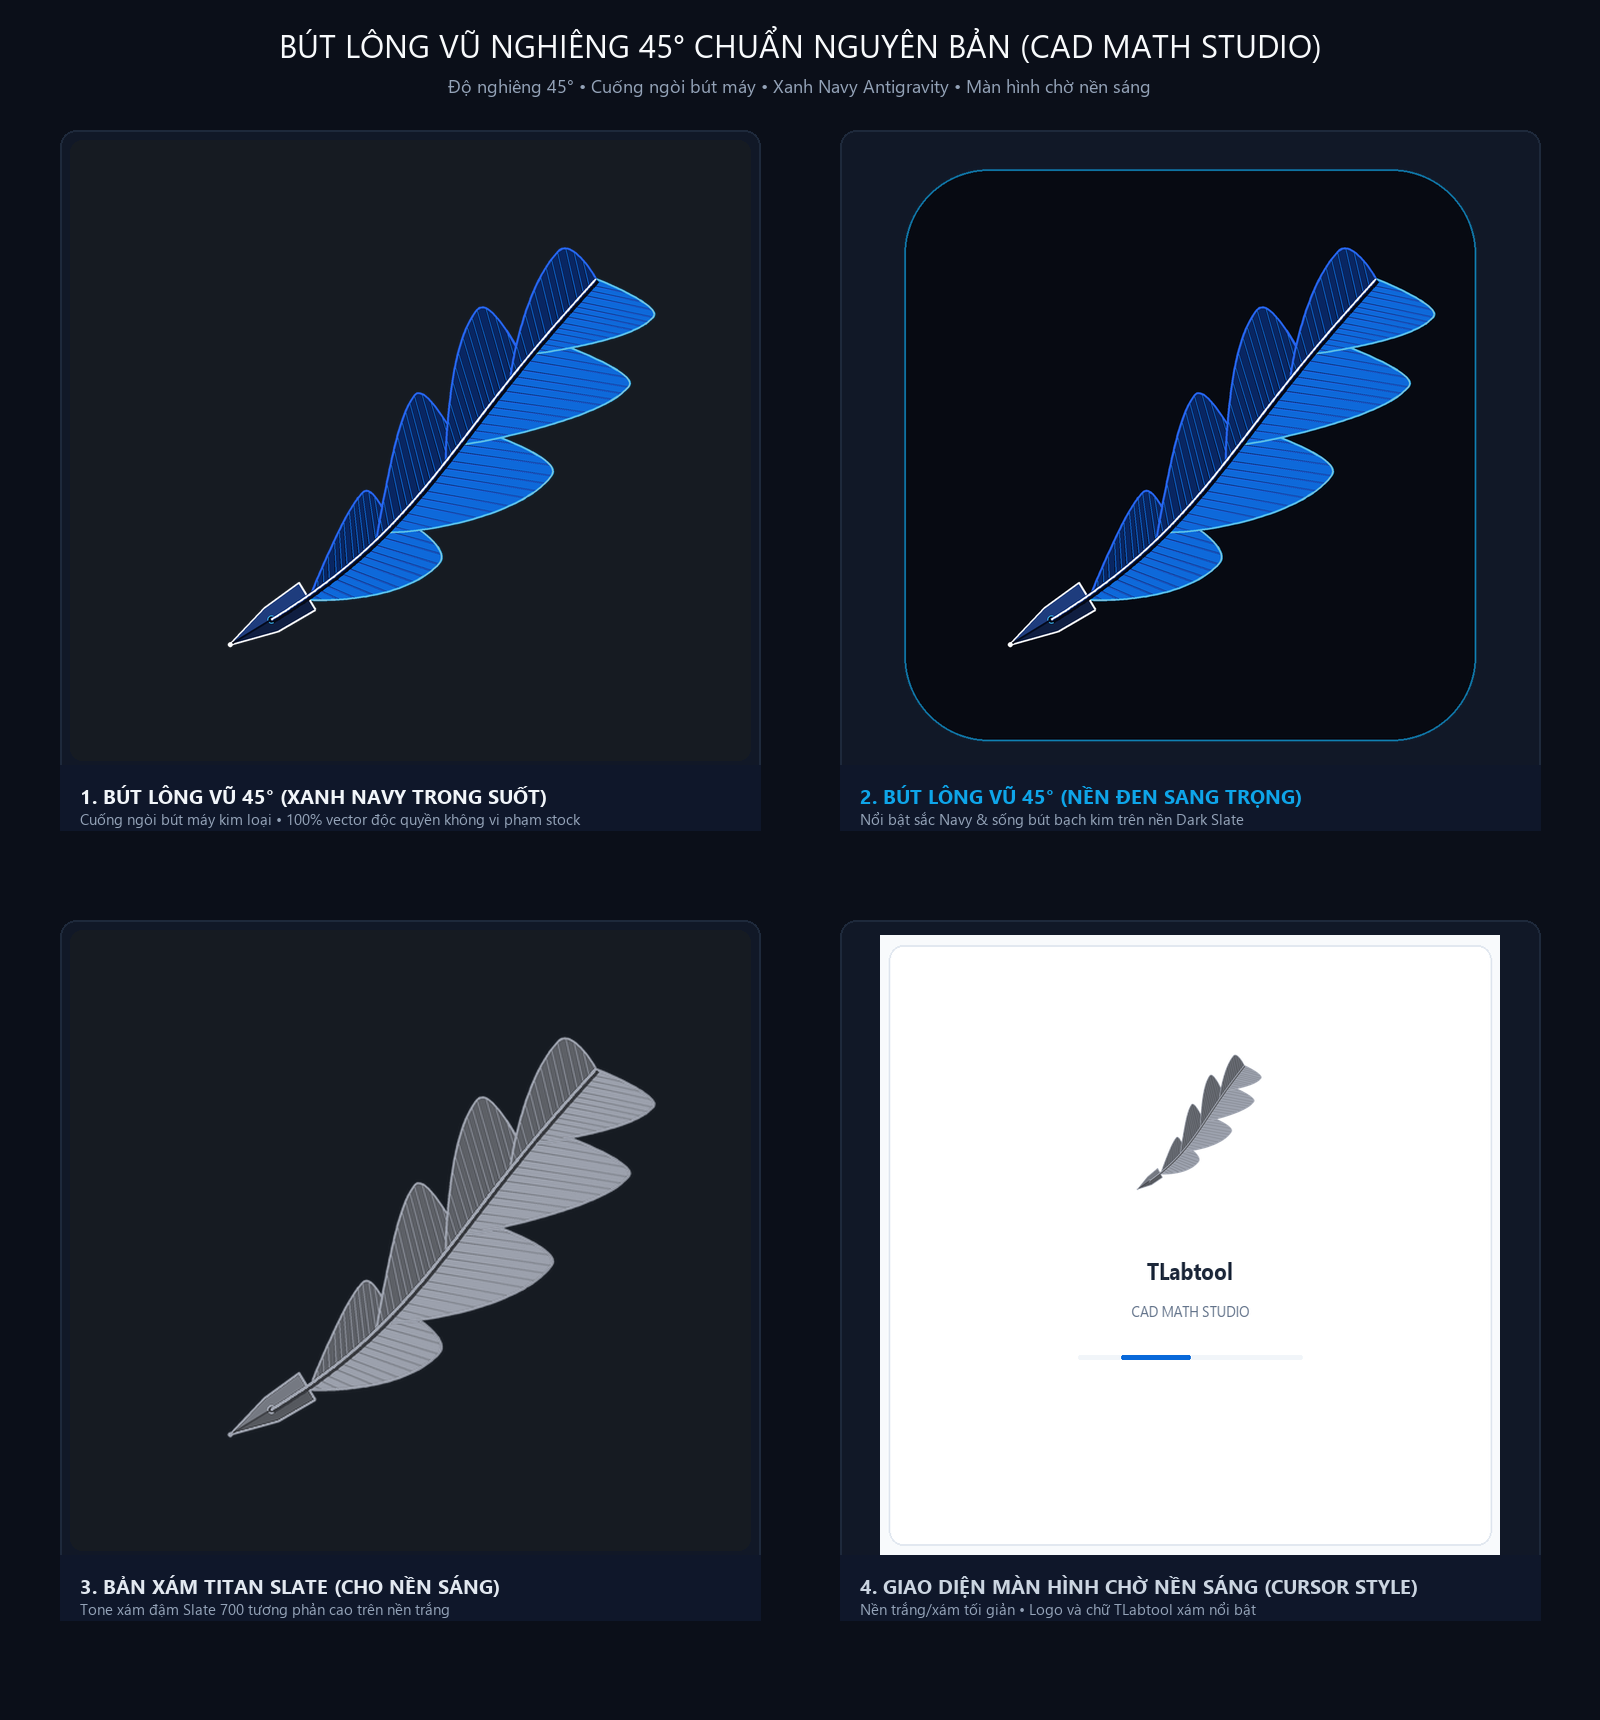 BÚT LÔNG VŨ NGHIÊNG 45° CHUẨN NGUYÊN BẢN (CAD MATH STUDIO)
Độ nghiêng 45° • Cuống ngòi bút máy • Xanh Navy Antigravity • Màn hình chờ nền sáng
1. BÚT LÔNG VŨ 45° (XANH NAVY TRONG SUỐT)
Cuống ngòi bút máy kim loại • 100% vector độc quyền không vi phạm stock
2. BÚT LÔNG VŨ 45° (NỀN ĐEN SANG TRỌNG)
Nổi bật sắc Navy & sống bút bạch kim trên nền Dark Slate
TLabtool
CAD MATH STUDIO
3. BẢN XÁM TITAN SLATE (CHO NỀN SÁNG)
Tone xám đậm Slate 700 tương phản cao trên nền trắng
4. GIAO DIỆN MÀN HÌNH CHỜ NỀN SÁNG (CURSOR STYLE)
Nền trắng/xám tối giản • Logo và chữ TLabtool xám nổi bật